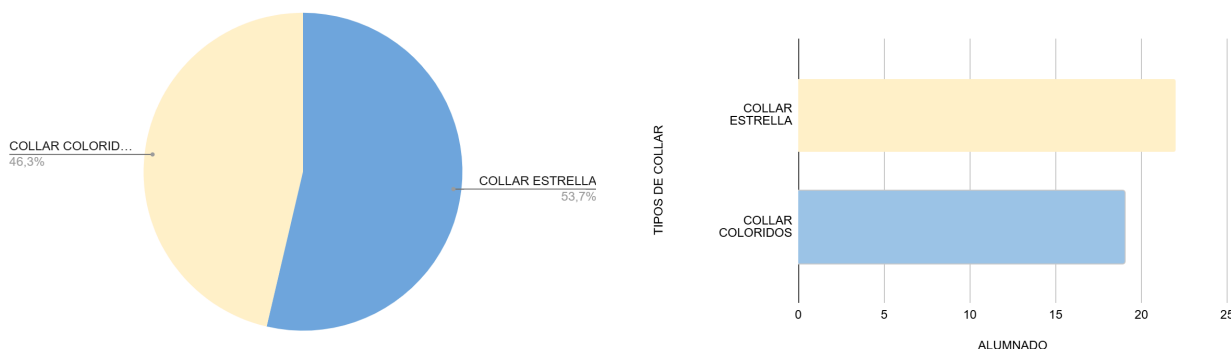 COLLAR COLORID...
46,3%
COLLAR ESTRELLA
53,7%
TIPOS DE COLLAR
COLLAR
ESTRELLA
COLLAR
COLORIDOS
0 5 10 15 20 25
ALUMNADO